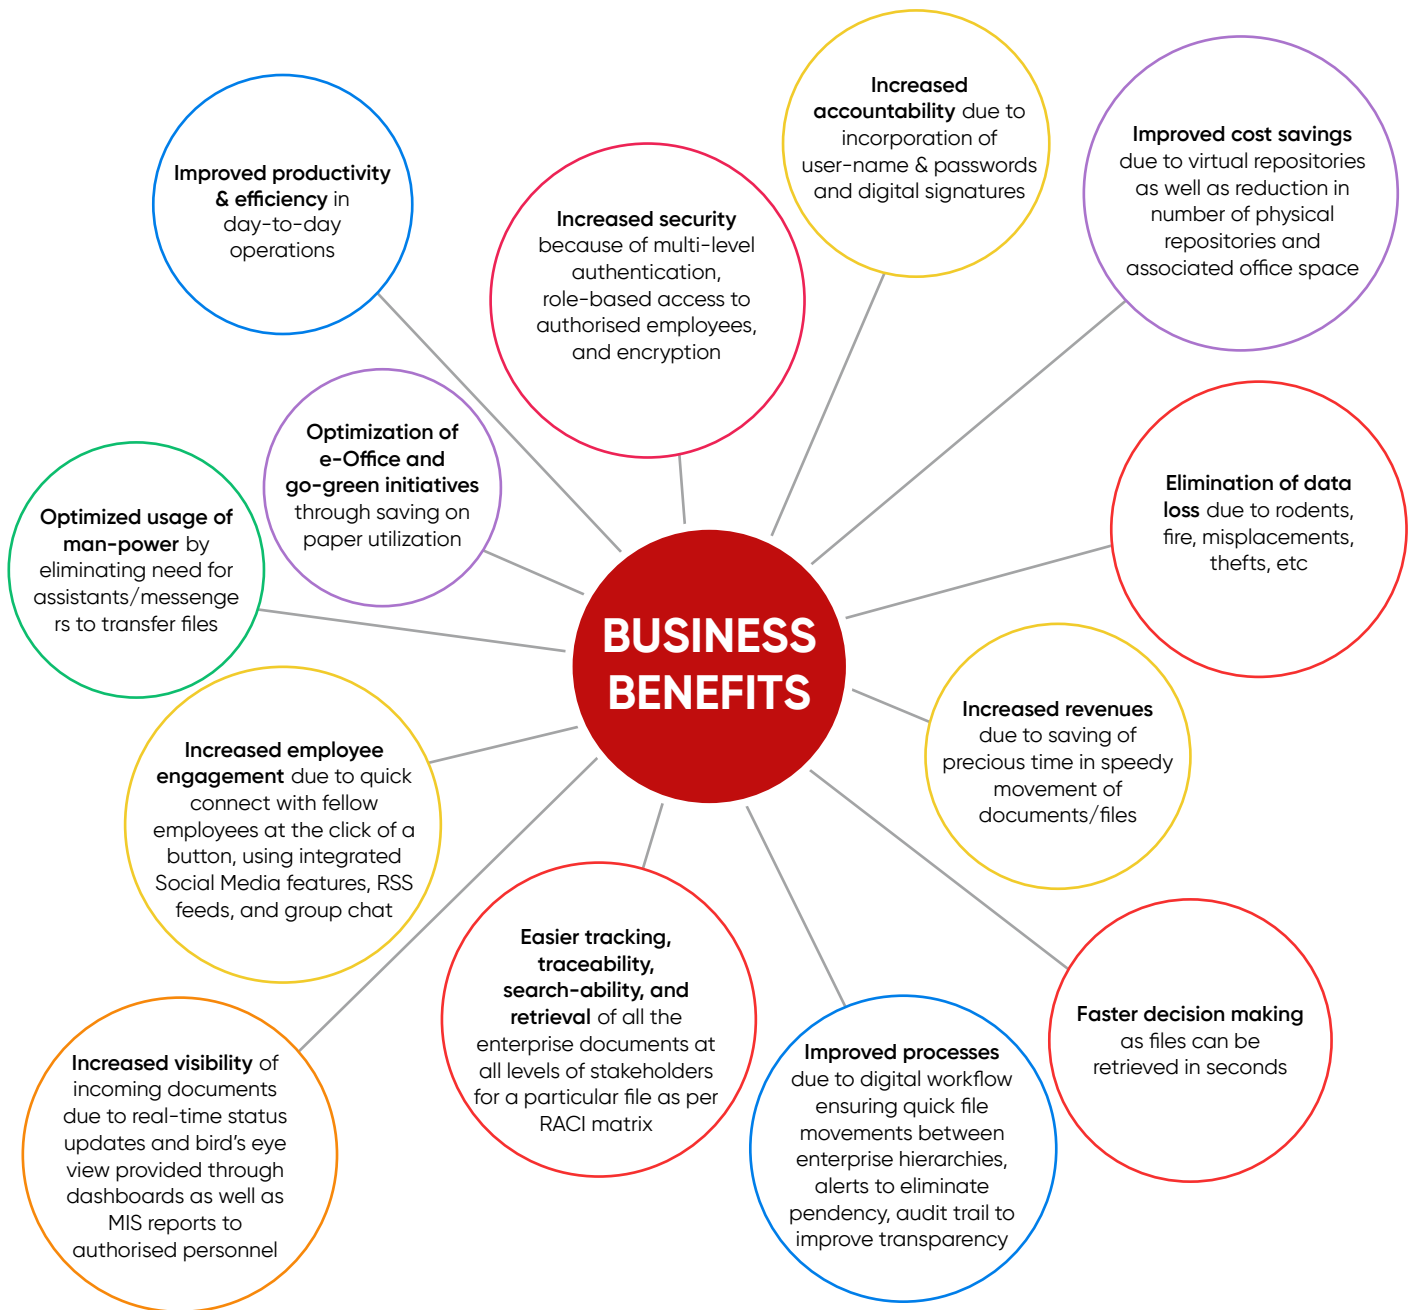 Increased
accountability due to
incorporation of
user-name & passwords
and digital signatures
Improved cost savings
due to virtual repositories
as well as reduction in
number of physical
repositories and
associated office space
Improved productivity
& efficiency in
day-to-day
operations
Increased security
because of multi-level
authentication,
role-based access to
authorised employees,
and encryption
Optimization of
e-Office and
go-green initiatives
through saving on
paper utilization
Elimination of data
loss due to rodents,
fire, misplacements,
thefts, etc
Optimized usage of
man-power by
eliminating need for
assistants/messenge
rs to transfer files
BUSINESS
BENEFITS
Increased revenues
due to saving of
precious time in speedy
movement of
documents/files
Increased employee
engagement due to quick
connect with fellow
employees at the click of a
button, using integrated
Social Media features, RSS
feeds, and group chat
Easier tracking,
traceability,
search-ability, and
retrieval of all the
enterprise documents at
all levels of stakeholders
for a particular file as per
RACI matrix
Faster decision making
as files can be
retrieved in seconds
Improved processes
due to digital workflow
ensuring quick file
movements between
enterprise hierarchies,
alerts to eliminate
pendency, audit trail to
improve transparency
Increased visibility of
incoming documents
due to real-time status
updates and bird's eye
view provided through
dashboards as well as
MIS reports to
authorised personnel